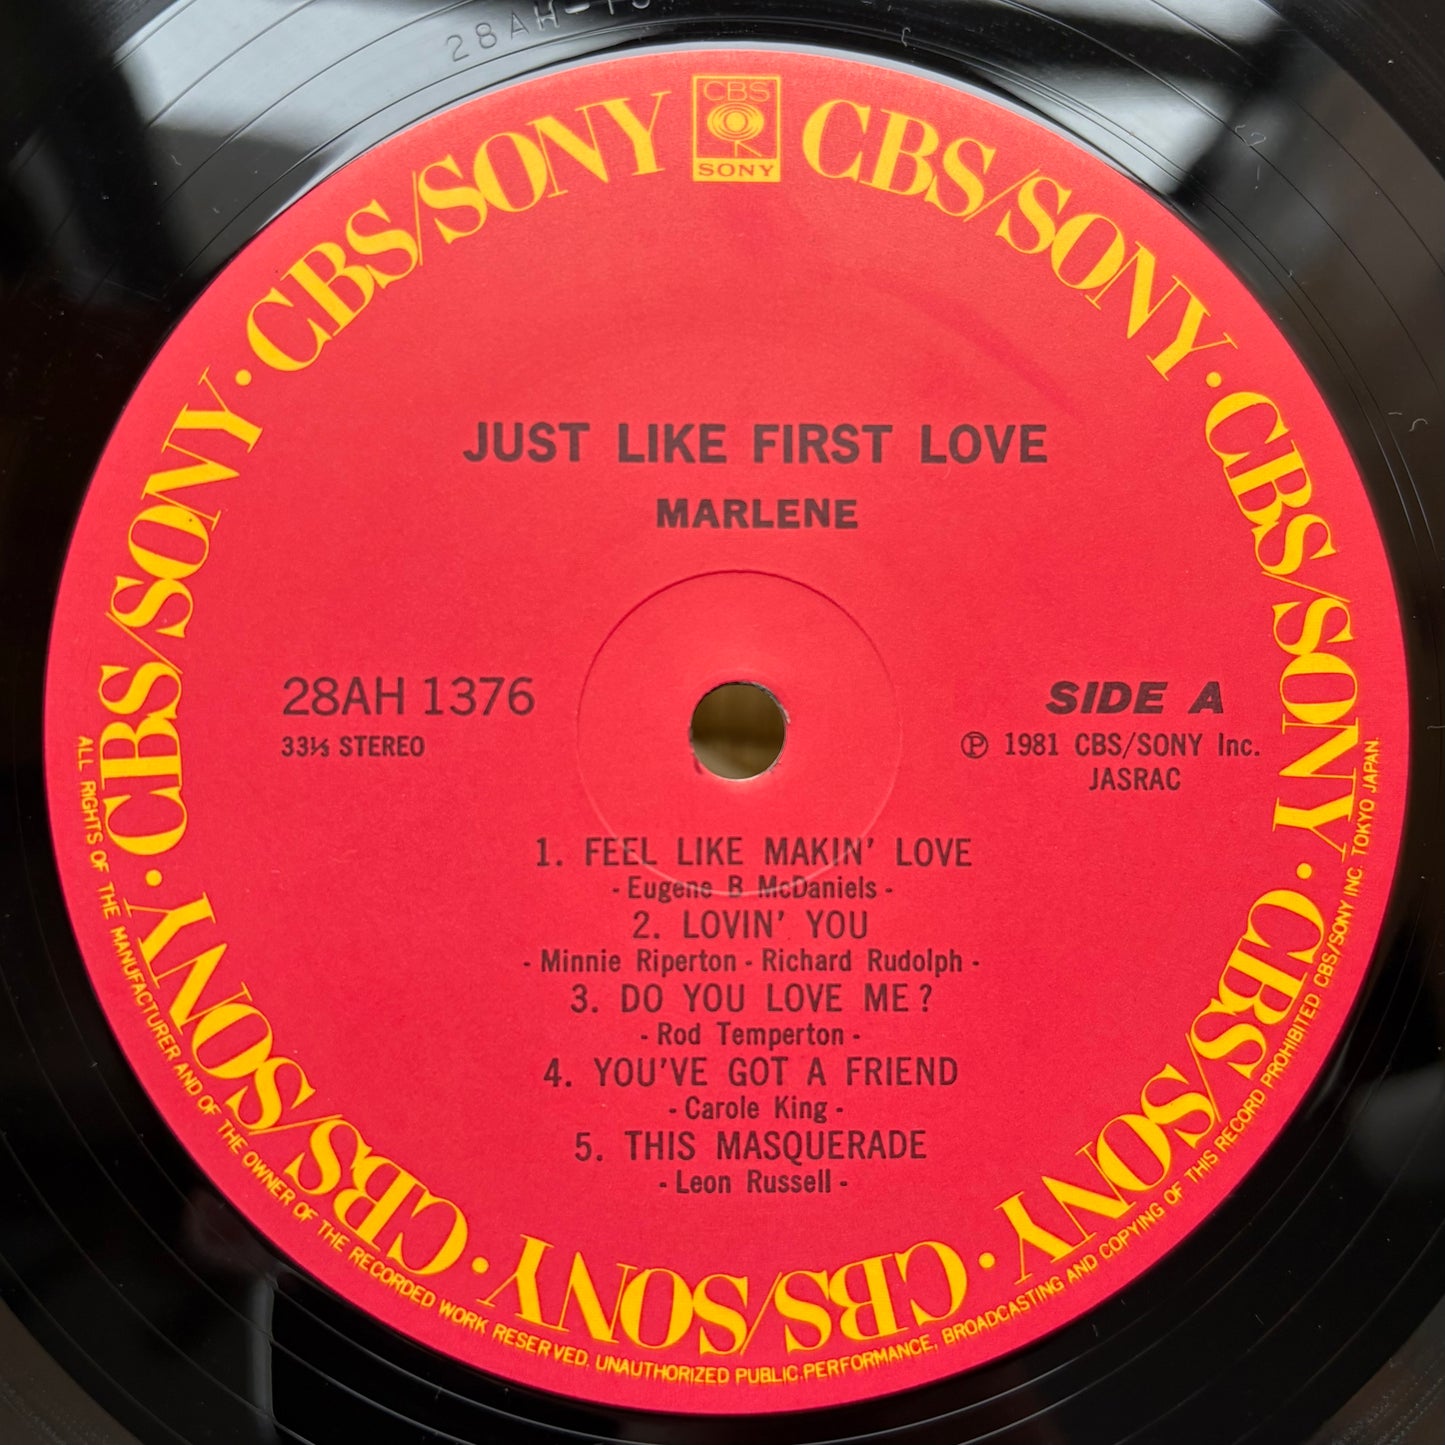 28AH-13
CBS
SONY
CBS/SONY · CBS/SONY · CBS/SONY · CBS/SONY · CBS/SONY · CBS/SONY · CBS/SONY · CBS/SONY
JUST LIKE FIRST LOVE
MARLENE
28AH 1376
33⅓ STEREO
SIDE A
Ⓟ 1981 CBS/SONY Inc.
JASRAC
1. FEEL LIKE MAKIN' LOVE
- Eugene B McDaniels -
2. LOVIN' YOU
- Minnie Riperton - Richard Rudolph -
3. DO YOU LOVE ME?
- Rod Temperton -
4. YOU'VE GOT A FRIEND
- Carole King -
5. THIS MASQUERADE
- Leon Russell -
ALL RIGHTS OF THE MANUFACTURER AND OF THE OWNER OF THE RECORDED WORK RESERVED. UNAUTHORIZED PUBLIC PERFORMANCE, BROADCASTING AND COPYING OF THIS RECORD PROHIBITED CBS/SONY INC. TOKYO JAPAN.